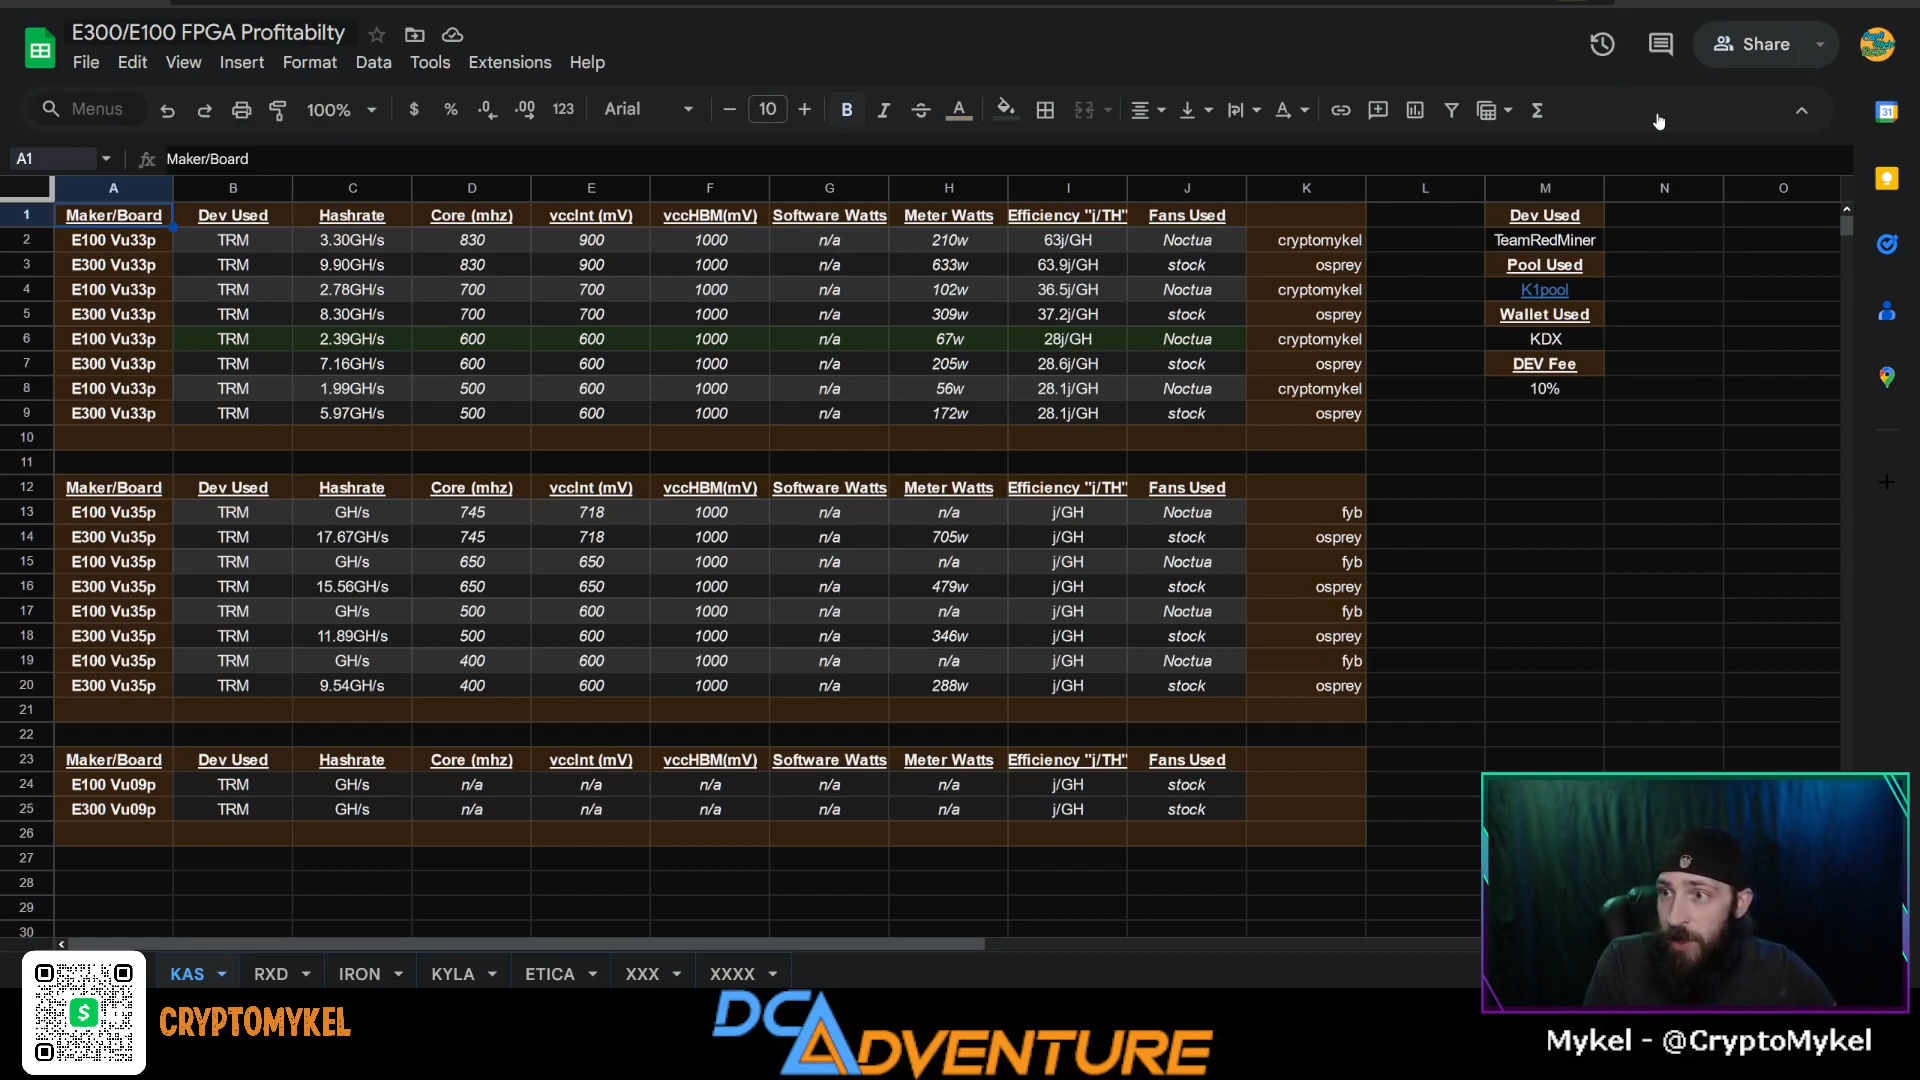 E300/E100 FPGA Profitabilty
File Edit View Insert Format Data Tools Extensions Help
Share
Menus 100% $ % .0 .00 123 Arial 10 B I S A
A1 fx Maker/Board
A B C D E F G H I J K L M N O
1 Maker/Board Dev Used Hashrate Core (mhz) vccInt (mV) vccHBM(mV) Software Watts Meter Watts Efficiency "j/TH" Fans Used Dev Used
2 E100 Vu33p TRM 3.30GH/s 830 900 1000 n/a 210w 63j/GH Noctua cryptomykel TeamRedMiner
3 E300 Vu33p TRM 9.90GH/s 830 900 1000 n/a 633w 63.9j/GH stock osprey Pool Used
4 E100 Vu33p TRM 2.78GH/s 700 700 1000 n/a 102w 36.5j/GH Noctua cryptomykel K1pool
5 E300 Vu33p TRM 8.30GH/s 700 700 1000 n/a 309w 37.2j/GH stock osprey Wallet Used
6 E100 Vu33p TRM 2.39GH/s 600 600 1000 n/a 67w 28j/GH Noctua cryptomykel KDX
7 E300 Vu33p TRM 7.16GH/s 600 600 1000 n/a 205w 28.6j/GH stock osprey DEV Fee
8 E100 Vu33p TRM 1.99GH/s 500 600 1000 n/a 56w 28.1j/GH Noctua cryptomykel 10%
9 E300 Vu33p TRM 5.97GH/s 500 600 1000 n/a 172w 28.1j/GH stock osprey
10
11
12 Maker/Board Dev Used Hashrate Core (mhz) vccInt (mV) vccHBM(mV) Software Watts Meter Watts Efficiency "j/TH" Fans Used
13 E100 Vu35p TRM GH/s 745 718 1000 n/a n/a j/GH Noctua fyb
14 E300 Vu35p TRM 17.67GH/s 745 718 1000 n/a 705w j/GH stock osprey
15 E100 Vu35p TRM GH/s 650 650 1000 n/a n/a j/GH Noctua fyb
16 E300 Vu35p TRM 15.56GH/s 650 650 1000 n/a 479w j/GH stock osprey
17 E100 Vu35p TRM GH/s 500 600 1000 n/a n/a j/GH Noctua fyb
18 E300 Vu35p TRM 11.89GH/s 500 600 1000 n/a 346w j/GH stock osprey
19 E100 Vu35p TRM GH/s 400 600 1000 n/a n/a j/GH Noctua fyb
20 E300 Vu35p TRM 9.54GH/s 400 600 1000 n/a 288w j/GH stock osprey
21
22
23 Maker/Board Dev Used Hashrate Core (mhz) vccInt (mV) vccHBM(mV) Software Watts Meter Watts Efficiency "j/TH" Fans Used
24 E100 Vu09p TRM GH/s n/a n/a n/a n/a n/a j/GH stock
25 E300 Vu09p TRM GH/s n/a n/a n/a n/a n/a j/GH stock
26
27
28
29
30
KAS RXD IRON KYLA ETICA XXX XXXX
$
CRYPTOMYKEL
DCADVENTURE
Mykel - @CryptoMykel